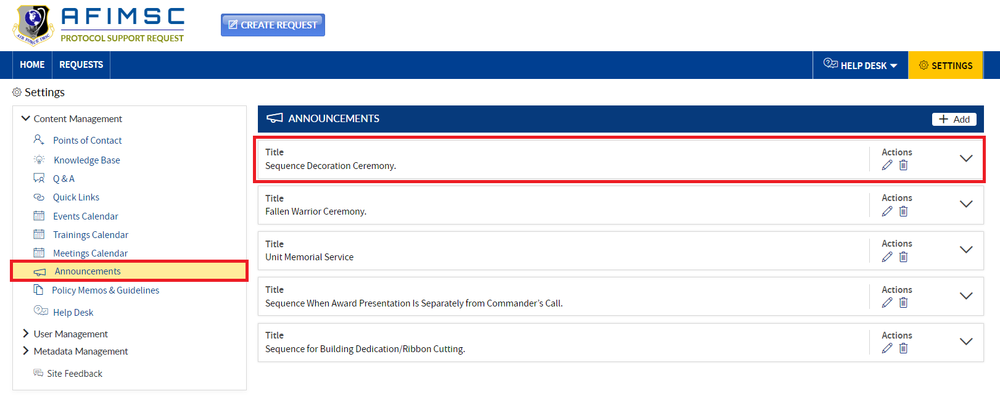 AFIMSC
PROTOCOL SUPPORT REQUEST
AIR FORCE IMSC
CREATE REQUEST
HOME
REQUESTS
HELP DESK
SETTINGS
Settings
Content Management
Points of Contact
Knowledge Base
Q & A
Quick Links
Events Calendar
Trainings Calendar
Meetings Calendar
Announcements
Policy Memos & Guidelines
Help Desk
User Management
Metadata Management
Site Feedback
ANNOUNCEMENTS
Add
Title
Actions
Sequence Decoration Ceremony.
Title
Actions
Fallen Warrior Ceremony.
Title
Actions
Unit Memorial Service
Title
Actions
Sequence When Award Presentation Is Separately from Commander’s Call.
Title
Actions
Sequence for Building Dedication/Ribbon Cutting.